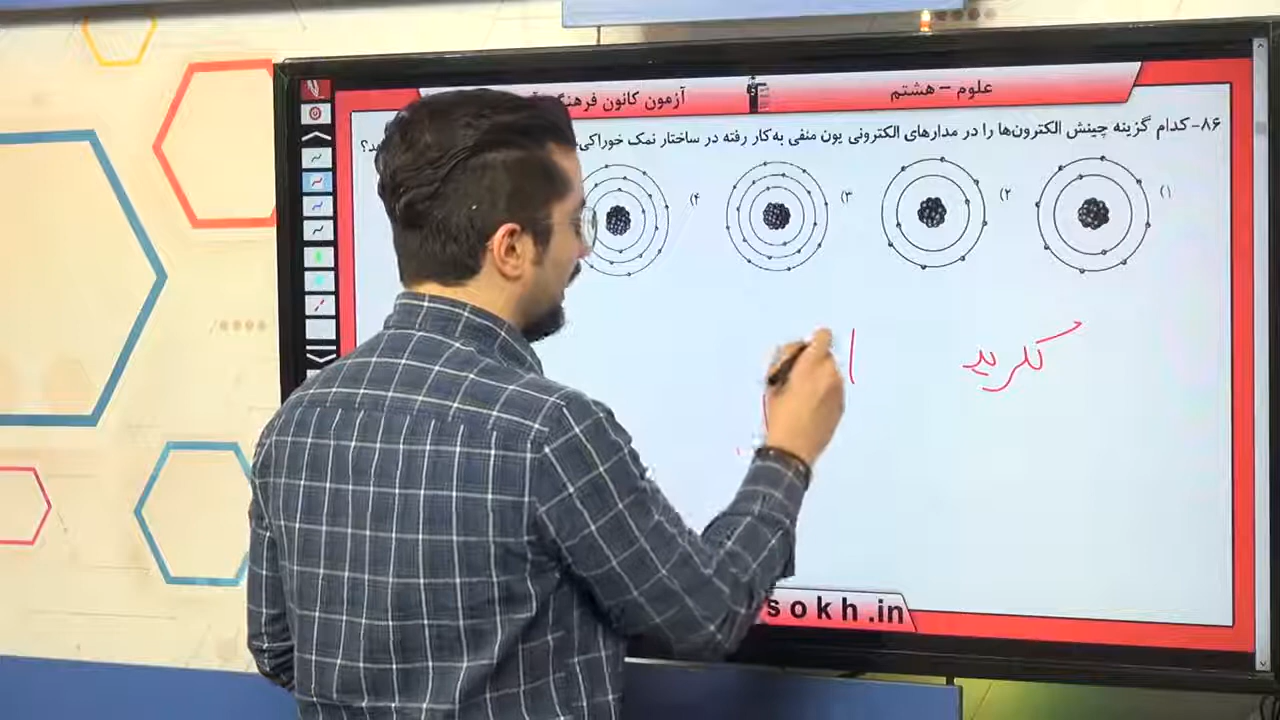 علوم - هشتم
آزمون کانون
۸۶- کدام گزینه چینش الکترون‌ها را در مدارهای الکترونی یون منفی به‌کار رفته در ساختار نمک خوراکی
۱)
۲)
۳)
۴)
کلرید
sokh.in